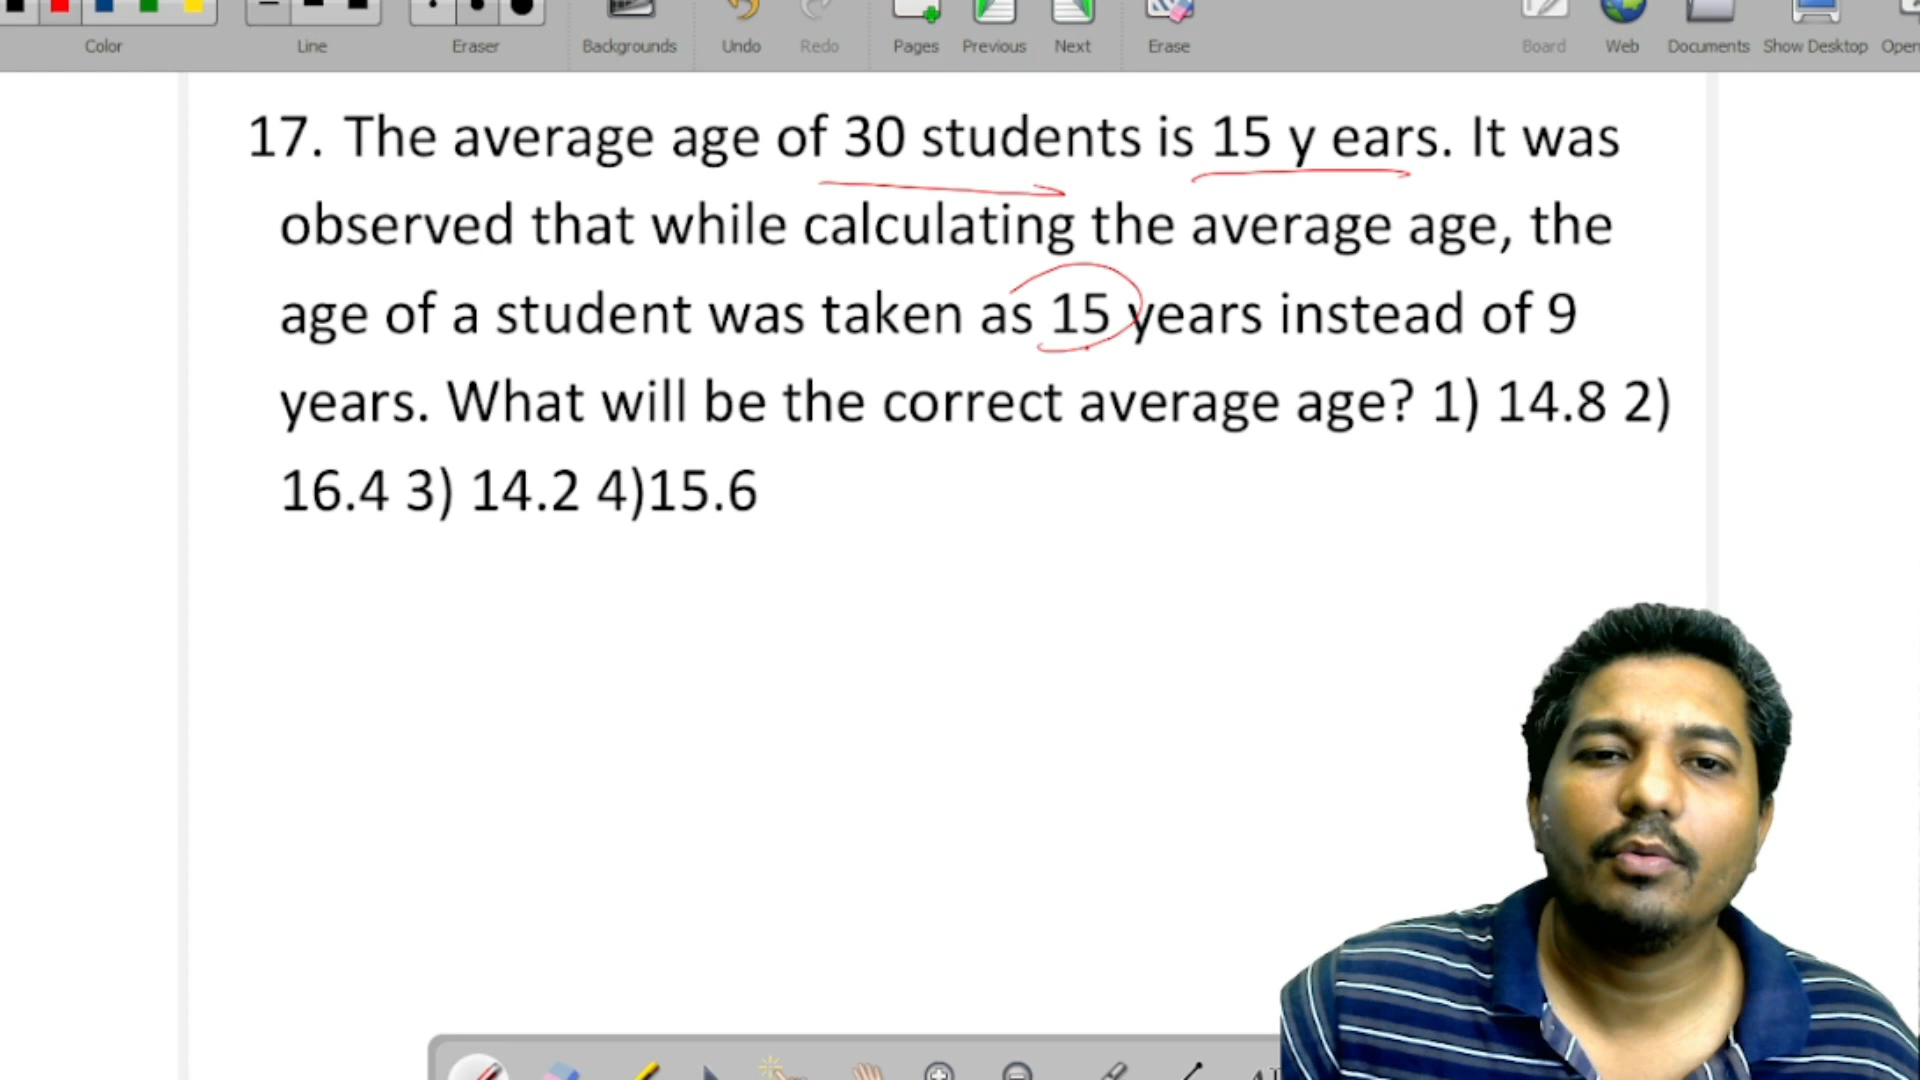 Color Line Eraser Backgrounds Undo Redo Pages Previous Next Erase Board Web Documents Show Desktop Open
17. The average age of 30 students is 15 y ears. It was
observed that while calculating the average age, the
age of a student was taken as 15 years instead of 9
years. What will be the correct average age? 1) 14.8 2)
16.4 3) 14.2 4)15.6